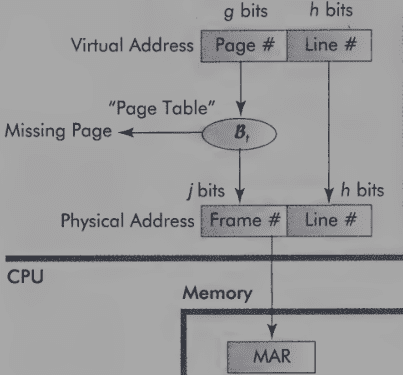 g bits h bits
Virtual Address Page # Line #
"Page Table"
Missing Page ℬt
j bits h bits
Physical Address Frame # Line #
CPU
Memory
MAR